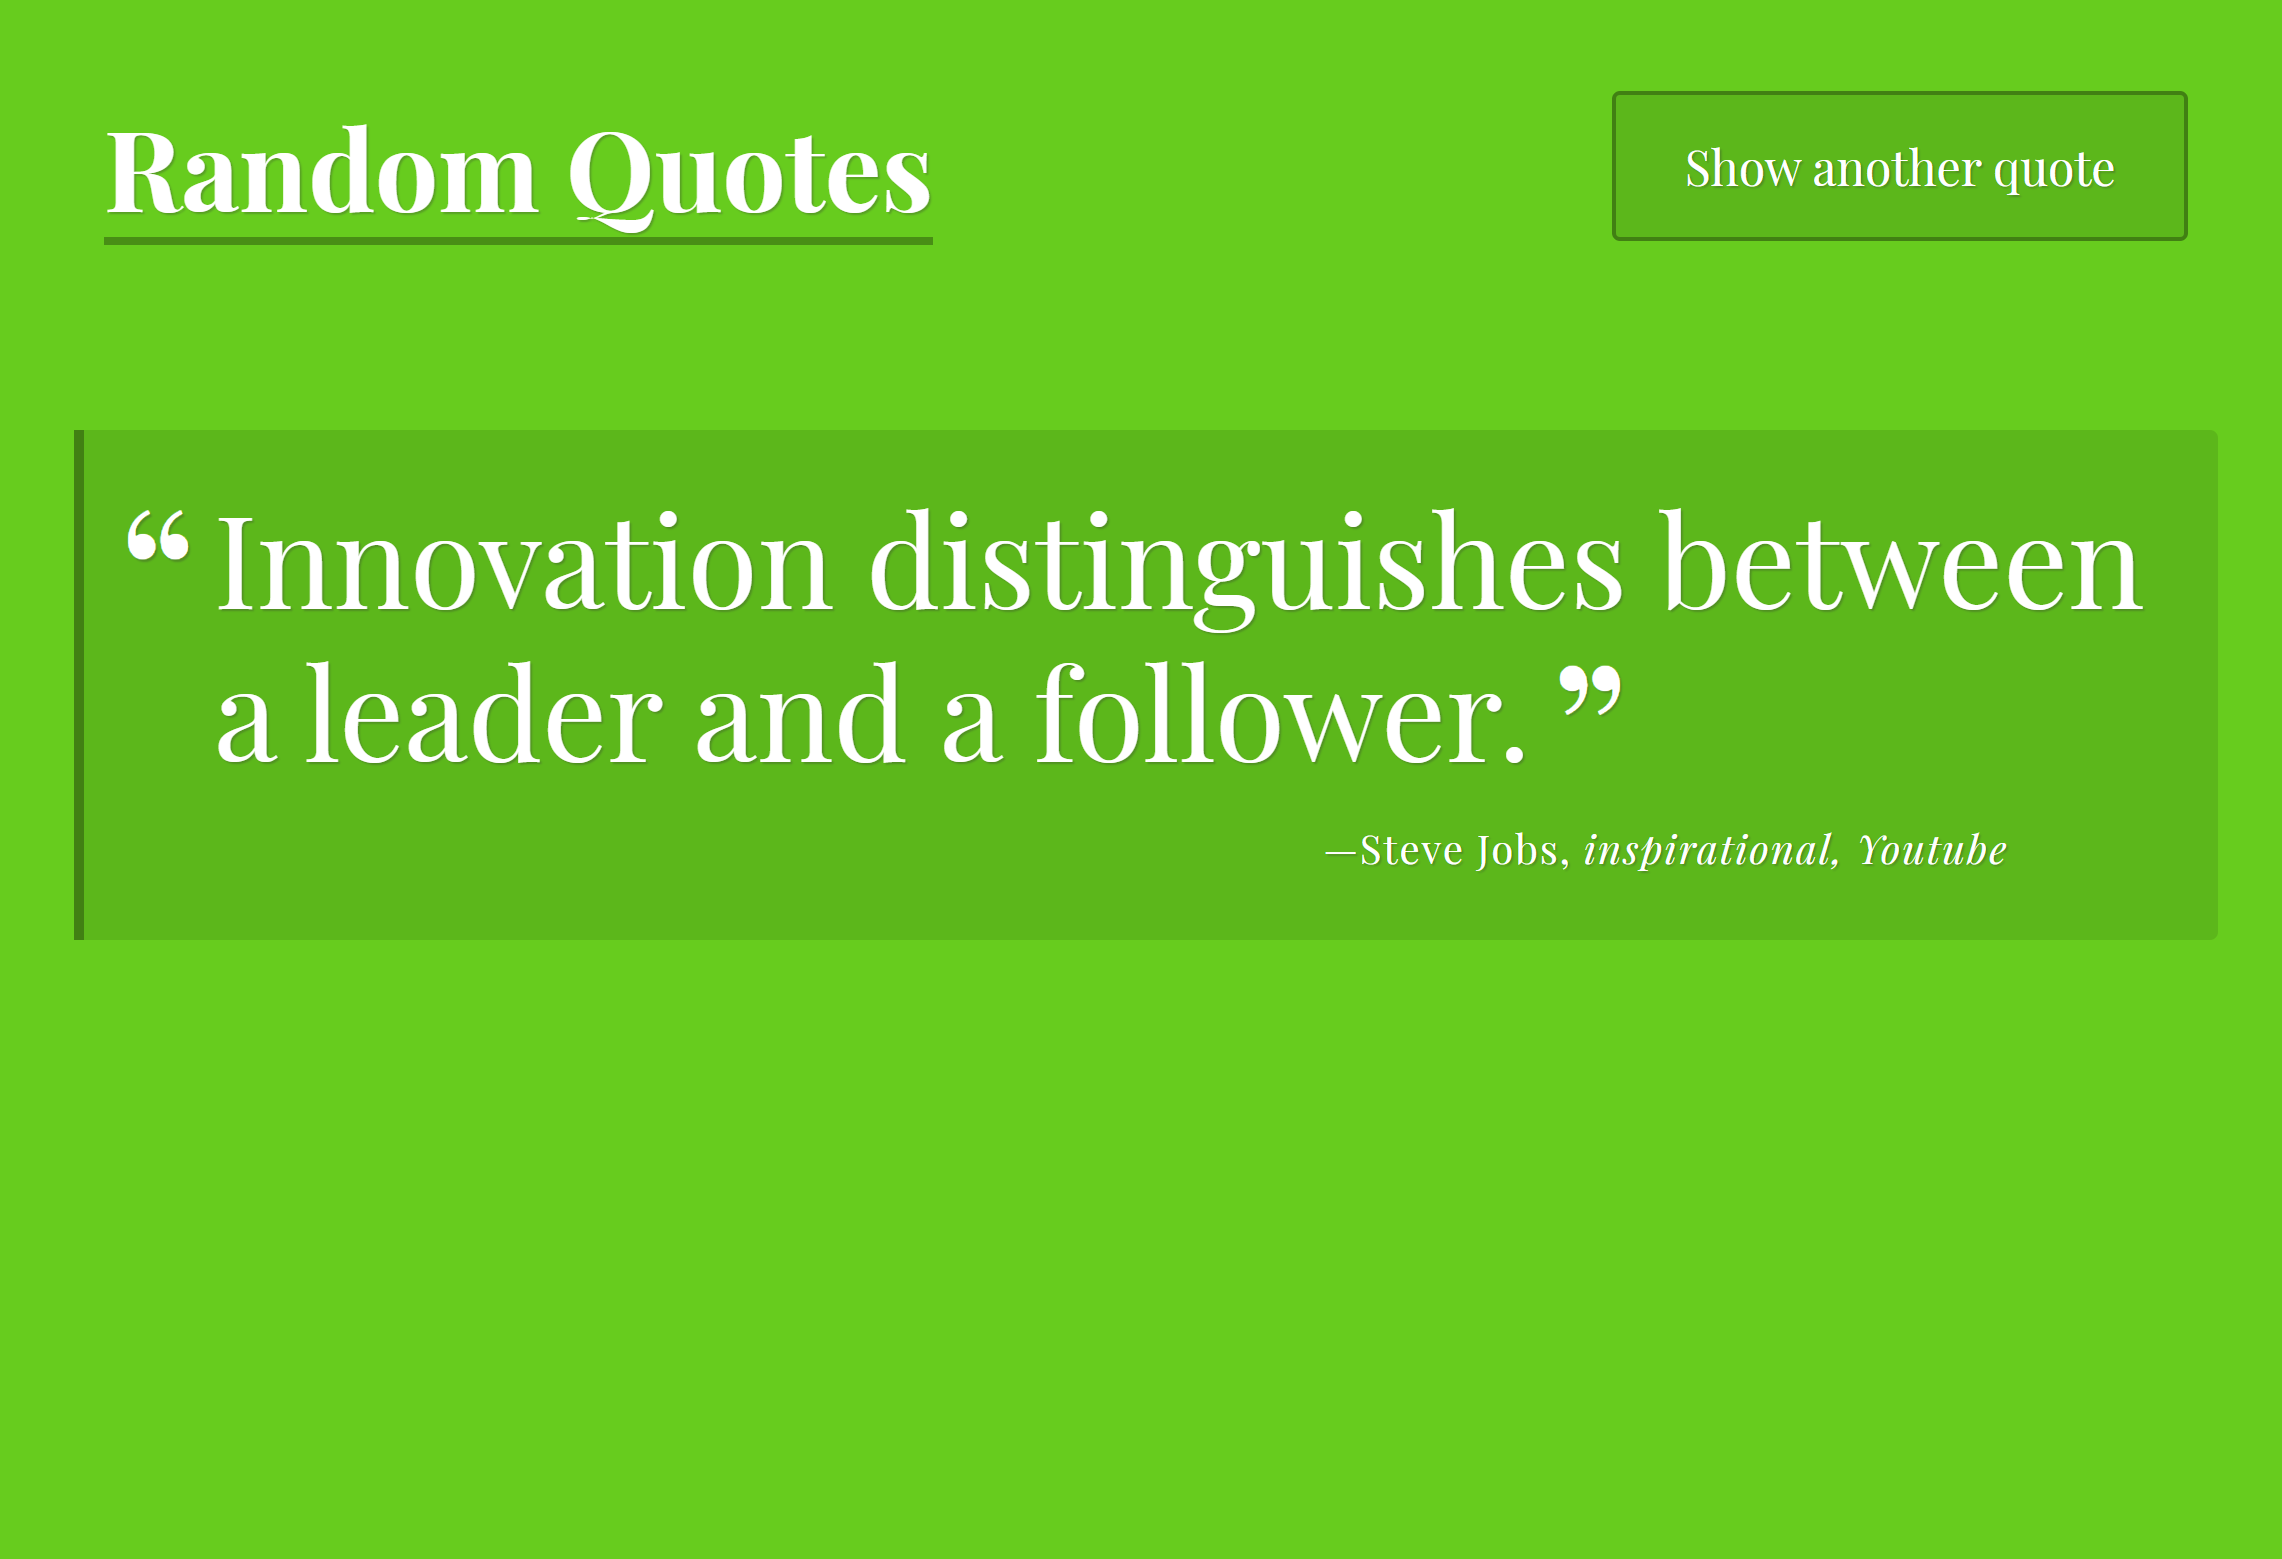 Random Quotes
Show another quote
“ Innovation distinguishes between
a leader and a follower. ”
—Steve Jobs, inspirational, Youtube